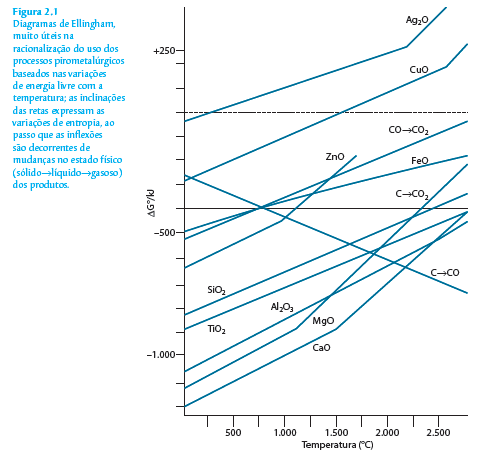 Figura 2.1
Diagramas de Ellingham,
muito úteis na
racionalização do uso dos
processos pirometalúrgicos
baseados nas variações
de energia livre com a
temperatura; as inclinações
das retas expressam as
variações de entropia, ao
passo que as inflexões
são decorrentes de
mudanças no estado físico
(sólido→líquido→gasoso)
dos produtos.
Ag₂O
+250
CuO
CO→CO₂
ZnO
FeO
C→CO₂
ΔG°/kJ
−500
C→CO
SiO₂
Al₂O₃
MgO
TiO₂
CaO
−1.000
500 1.000 1.500 2.000 2.500
Temperatura (°C)